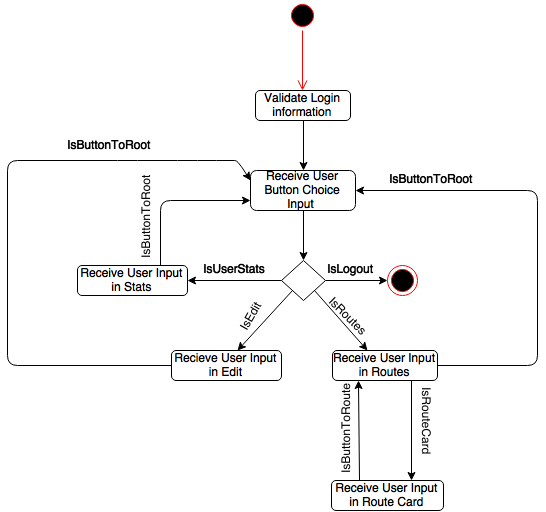 Validate Login
information
IsButtonToRoot
Receive User
Button Choice
Input
IsButtonToRoot
IsButtonToRoot
Receive User Input
in Stats
IsUserStats
IsLogout
IsEdit
IsRoutes
Recieve User Input
in Edit
Receive User Input
in Routes
IsButtonToRoute
IsRouteCard
Receive User Input
in Route Card